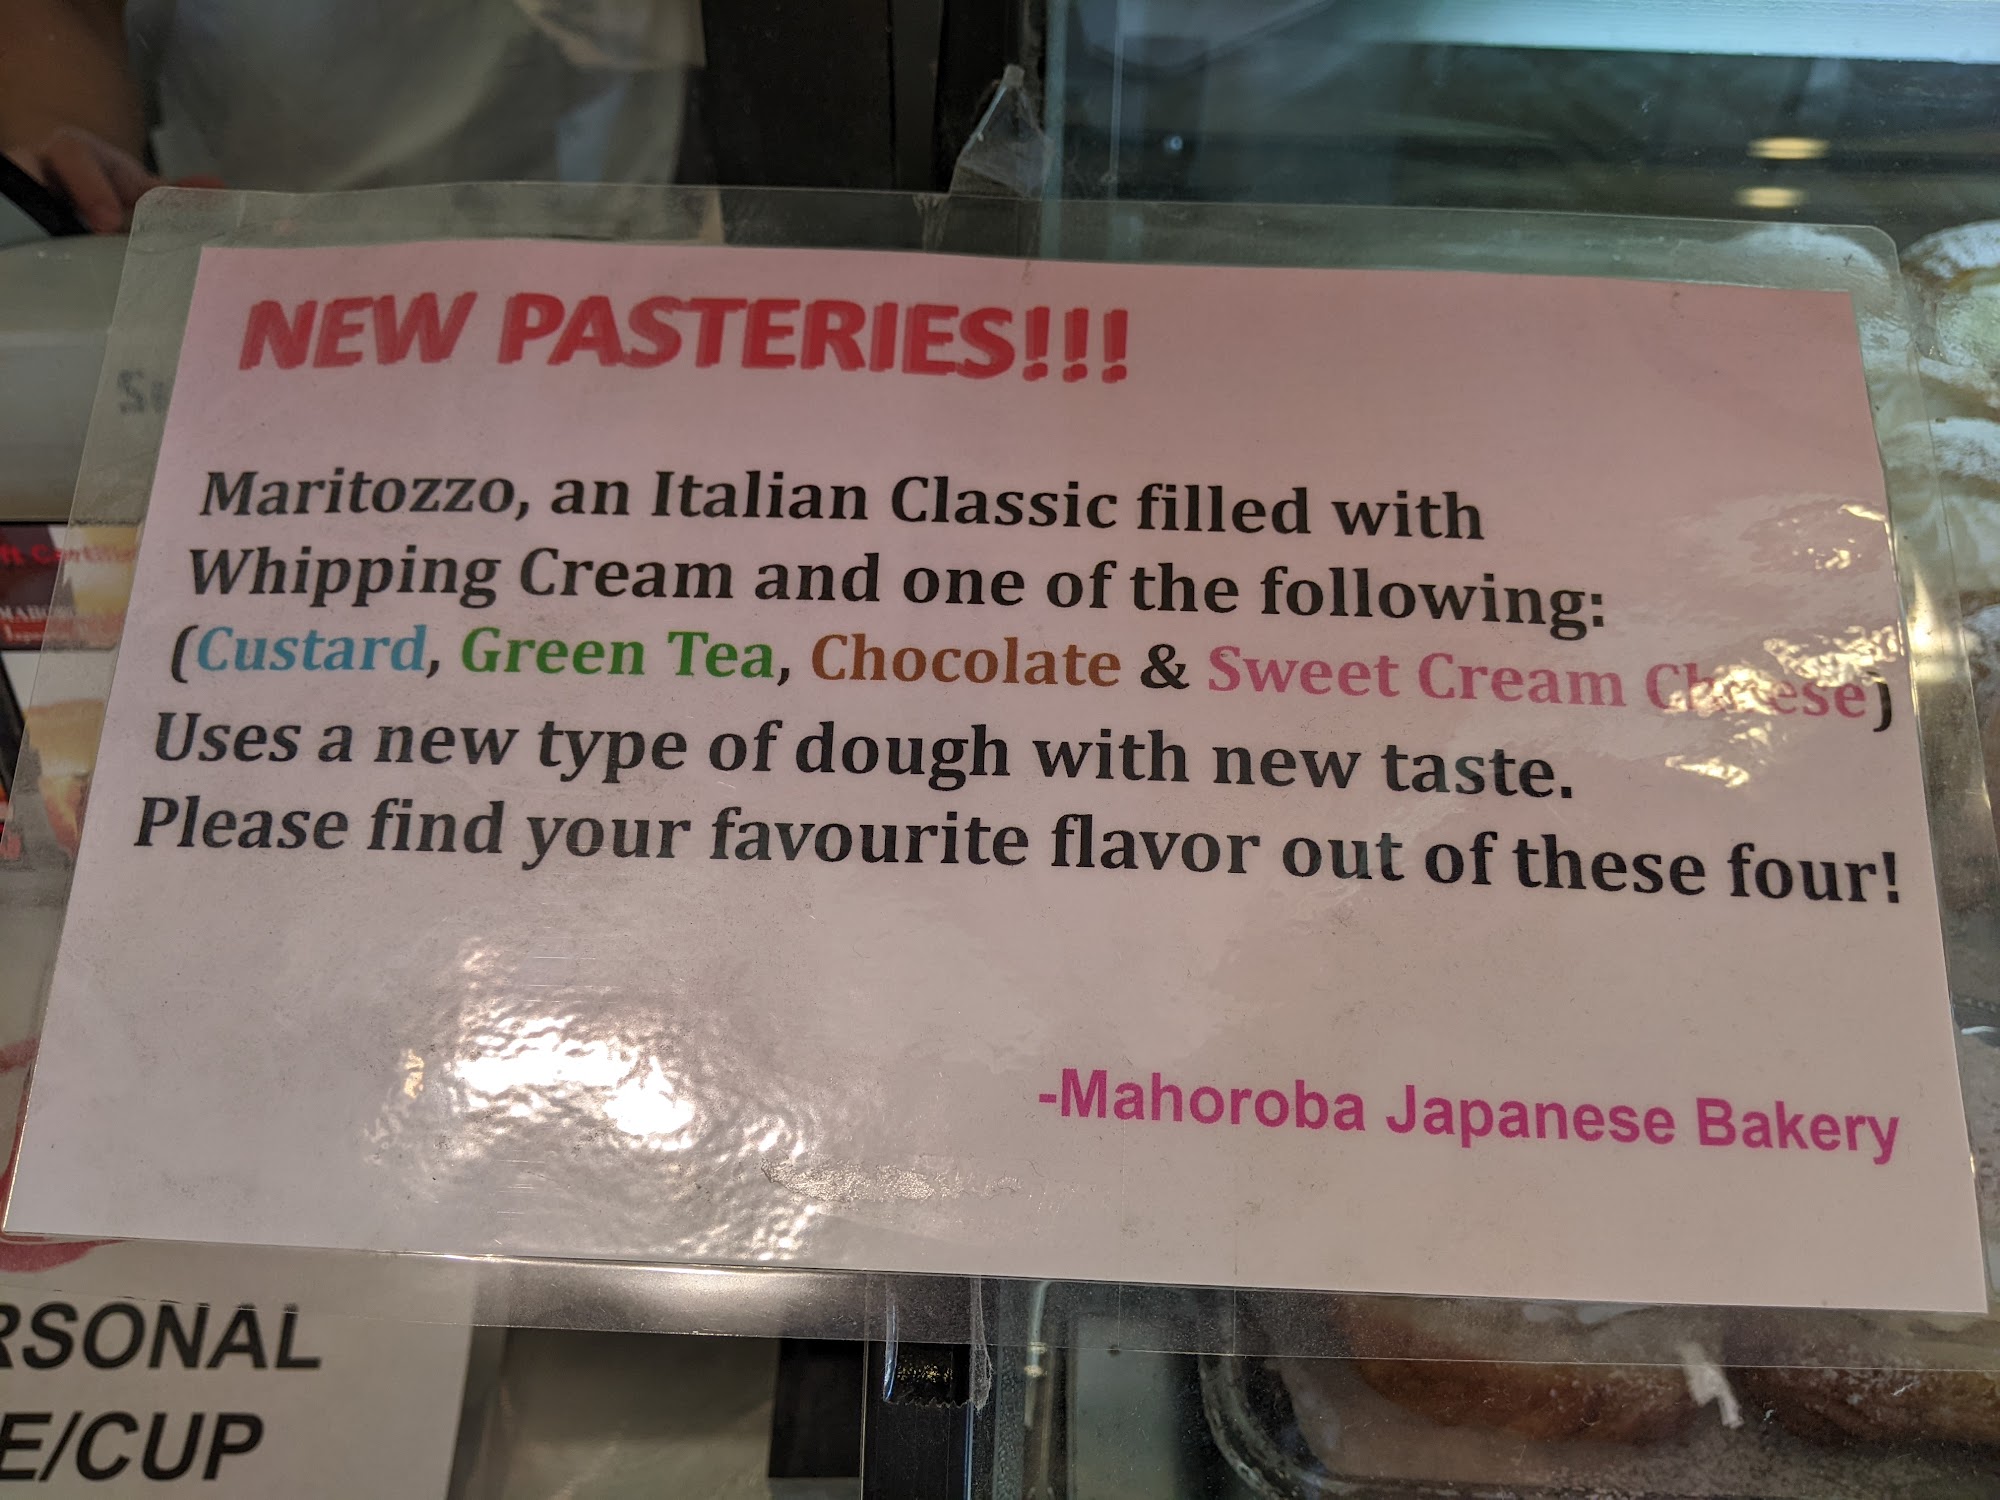 NEW PASTERIES!!!
Maritozzo, an Italian Classic filled with
Whipping Cream and one of the following:
(Custard, Green Tea, Chocolate & Sweet Cream Cheese)
Uses a new type of dough with new taste.
Please find your favourite flavor out of these four!
-Mahoroba Japanese Bakery
RSONAL
E/CUP